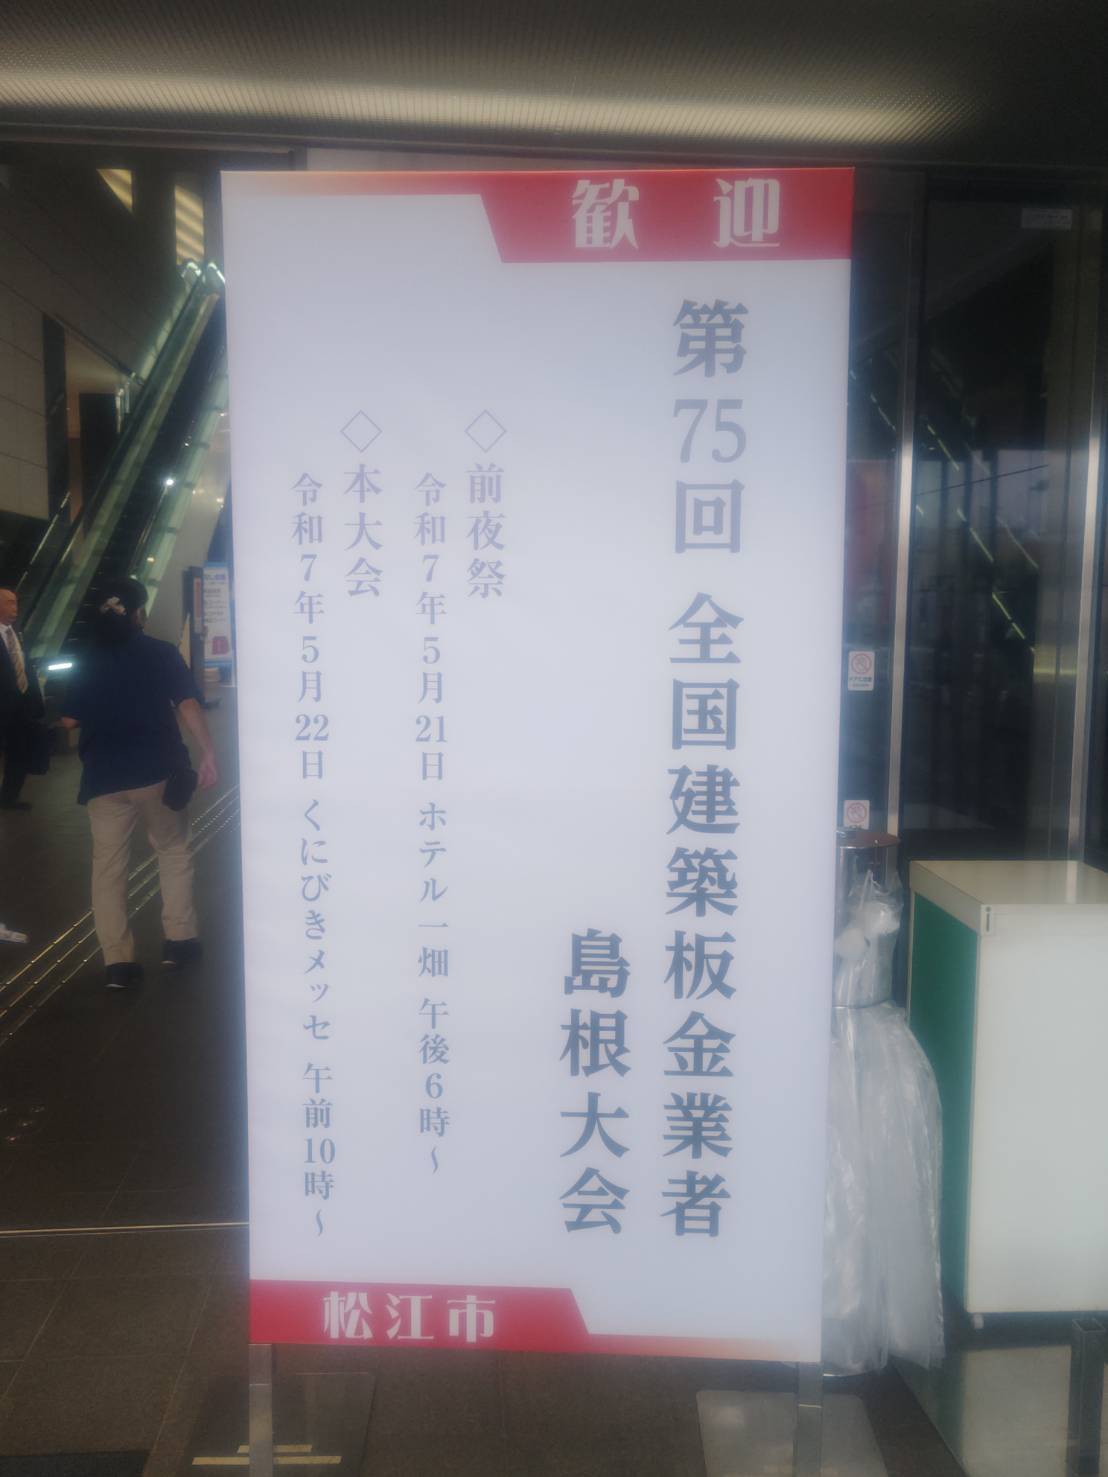 歓迎
第75回 全国建築板金業者
島根大会
◇前夜祭
令和7年5月21日 ホテル一畑 午後6時～
◇本大会
令和7年5月22日 くにびきメッセ 午前10時～
松江市